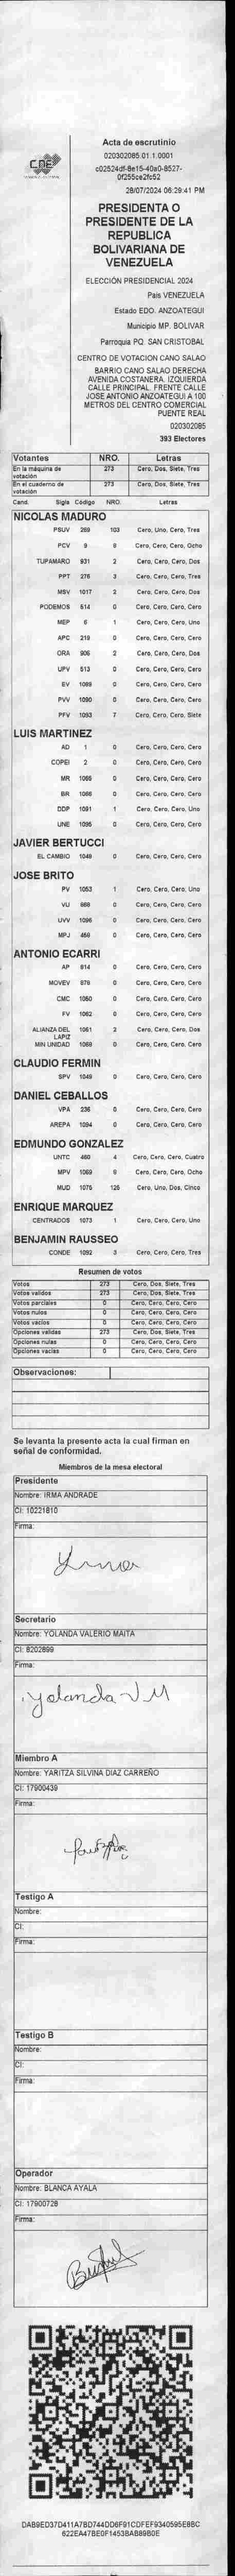 CNE
Acta de escrutinio
020302085.01.1.0001
c02524df-8e15-40a0-8527-
0f255ce2fc52
28/07/2024 06:29:41 PM
PRESIDENTA O
PRESIDENTE DE LA
REPUBLICA
BOLIVARIANA DE
VENEZUELA
ELECCIÓN PRESIDENCIAL 2024
País VENEZUELA
Estado EDO. ANZOATEGUI
Municipio MP. BOLIVAR
Parroquia PQ. SAN CRISTOBAL
CENTRO DE VOTACION CANO SALAO
BARRIO CANO SALAO DERECHA
AVENIDA COSTANERA. IZQUIERDA
CALLE PRINCIPAL. FRENTE CALLE
JOSE ANTONIO ANZOATEGUI A 100
METROS DEL CENTRO COMERCIAL
PUENTE REAL
020302085
393 Electores
Votantes NRO. Letras
En la máquina de votación 273 Cero, Dos, Siete, Tres
En el cuaderno de votación 273 Cero, Dos, Siete, Tres
Cand. Sigla Código NRO. Letras
NICOLAS MADURO
PSUV 269 103 Cero, Uno, Cero, Tres
PCV 9 8 Cero, Cero, Cero, Ocho
TUPAMARO 931 2 Cero, Cero, Cero, Dos
PPT 276 3 Cero, Cero, Cero, Tres
MSV 1017 2 Cero, Cero, Cero, Dos
PODEMOS 514 0 Cero, Cero, Cero, Cero
MEP 6 1 Cero, Cero, Cero, Uno
APC 219 0 Cero, Cero, Cero, Cero
ORA 906 2 Cero, Cero, Cero, Dos
UPV 513 0 Cero, Cero, Cero, Cero
EV 1089 0 Cero, Cero, Cero, Cero
PVV 1090 0 Cero, Cero, Cero, Cero
PFV 1093 7 Cero, Cero, Cero, Siete
LUIS MARTINEZ
AD 1 0 Cero, Cero, Cero, Cero
COPEI 2 0 Cero, Cero, Cero, Cero
MR 1069 0 Cero, Cero, Cero, Cero
BR 1066 0 Cero, Cero, Cero, Cero
DDP 1091 1 Cero, Cero, Cero, Uno
UNE 1095 0 Cero, Cero, Cero, Cero
JAVIER BERTUCCI
EL CAMBIO 1049 0 Cero, Cero, Cero, Cero
JOSE BRITO
PV 1053 1 Cero, Cero, Cero, Uno
VU 868 0 Cero, Cero, Cero, Cero
UVV 1096 0 Cero, Cero, Cero, Cero
MPJ 459 0 Cero, Cero, Cero, Cero
ANTONIO ECARRI
AP 914 0 Cero, Cero, Cero, Cero
MOVEV 878 0 Cero, Cero, Cero, Cero
CMC 1050 0 Cero, Cero, Cero, Cero
FV 1062 0 Cero, Cero, Cero, Cero
ALIANZA DEL LAPIZ 1061 2 Cero, Cero, Cero, Dos
MIN UNIDAD 1069 0 Cero, Cero, Cero, Cero
CLAUDIO FERMIN
SPV 1048 0 Cero, Cero, Cero, Cero
DANIEL CEBALLOS
VPA 236 0 Cero, Cero, Cero, Cero
AREPA 1094 0 Cero, Cero, Cero, Cero
EDMUNDO GONZALEZ
UNTC 460 4 Cero, Cero, Cero, Cuatro
MPV 1069 8 Cero, Cero, Cero, Ocho
MUD 1075 125 Cero, Uno, Dos, Cinco
ENRIQUE MARQUEZ
CENTRADOS 1073 1 Cero, Cero, Cero, Uno
BENJAMIN RAUSSEO
CONDE 1092 3 Cero, Cero, Cero, Tres
Resumen de votos
Votos 273 Cero, Dos, Siete, Tres
Votos validos 273 Cero, Dos, Siete, Tres
Votos parciales 0 Cero, Cero, Cero, Cero
Votos nulos 0 Cero, Cero, Cero, Cero
Votos vacíos 0 Cero, Cero, Cero, Cero
Opciones validas 273 Cero, Dos, Siete, Tres
Opciones nulas 0 Cero, Cero, Cero, Cero
Opciones vacias 0 Cero, Cero, Cero, Cero
Observaciones:
Se levanta la presente acta la cual firman en
señal de conformidad.
Miembros de la mesa electoral
Presidente
Nombre: IRMA ANDRADE
CI: 10221810
Firma:
Irma
Secretario
Nombre: YOLANDA VALERIO MAITA
CI: 8202899
Firma:
Yolanda V M
Miembro A
Nombre: YARITZA SILVINA DIAZ CARREÑO
CI: 17900439
Firma:
Testigo A
Nombre:
CI:
Firma:
Testigo B
Nombre:
CI:
Firma:
Operador
Nombre: BLANCA AYALA
CI: 17900728
Firma:
DAB9ED37D411A7BD744DD6F91CDFEF9340595E8BC
622EA47BE0F1453BAB89B0E